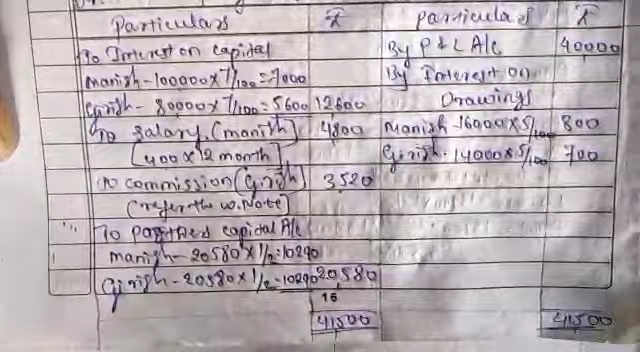 Particulars ₹ Particulars ₹
To Interest on capital By P & L A/c 40000
Manish - 100000 x 7/100 = 7000 By Interest on
Girish - 80000 x 7/100 = 5600 12600 Drawings
To Salary (Manish) 4800 Manish - 16000 x 5/100 800
[400 x 12 month] Girish - 14000 x 5/100 700
To commission (Girish) 3520
(refer the w. Note)
To Partners capital A/c
Manish - 20580 x 1/2 = 10290
Girish - 20580 x 1/2 = 10290 20580
15
41500 41500